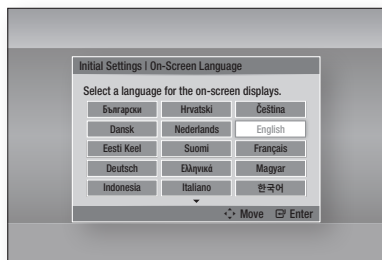 Initial Settings | On-Screen Language
Select a language for the on-screen displays.
Български Hrvatski Čeština
Dansk Nederlands English
Eesti Keel Suomi Français
Deutsch Ελληνικά Magyar
Indonesia Italiano 한국어
Move Enter